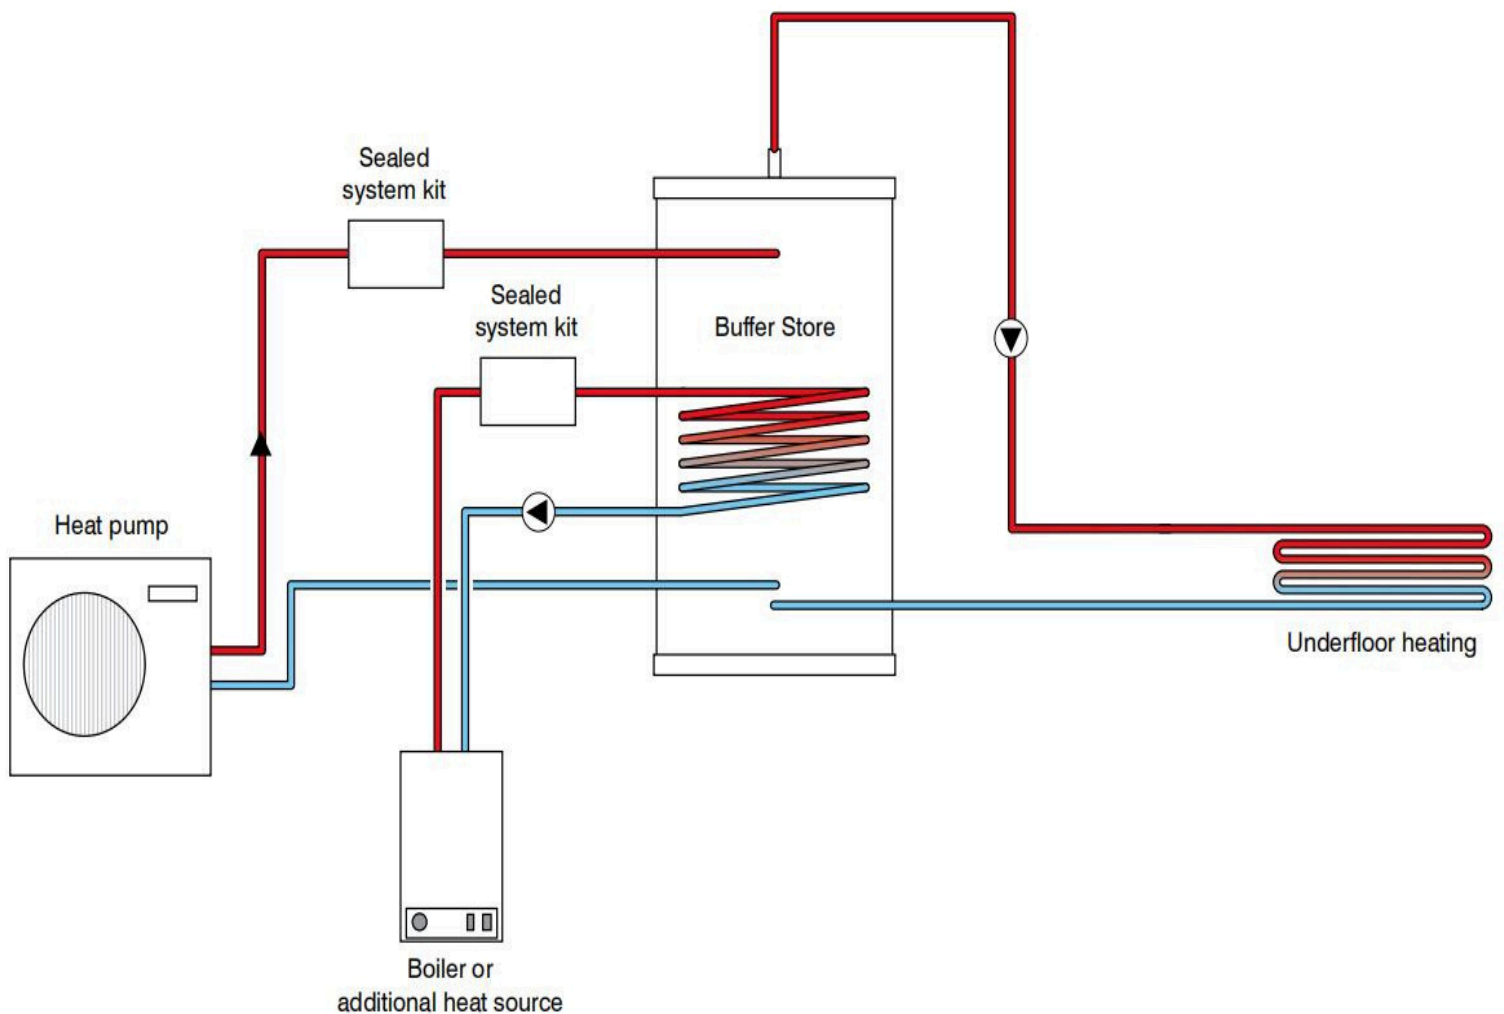 Sealed
system kit
Sealed
system kit
Buffer Store
Heat pump
Underfloor heating
Boiler or
additional heat source